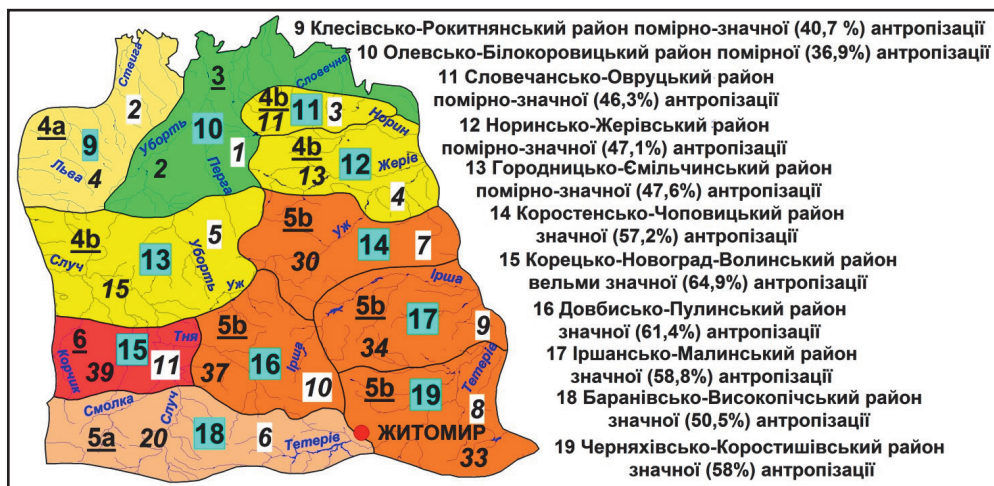 9 Клесівсько-Рокитнянський район помірно-значної (40,7 %) антропізації
10 Олевсько-Білокоровицький район помірної (36,9%) антропізації
11 Словечансько-Овруцький район
помірно-значної (46,3%) антропізації
12 Норинсько-Жерівський район
помірно-значної (47,1%) антропізації
13 Городницько-Ємільчинський район
помірно-значної (47,6%) антропізації
14 Коростенсько-Чоповицький район
значної (57,2%) антропізації
15 Корецько-Новоград-Волинський район
вельми значної (64,9%) антропізації
16 Довбисько-Пулинський район
значної (61,4%) антропізації
17 Іршансько-Малинський район
значної (58,8%) антропізації
18 Баранівсько-Високопічський район
значної (50,5%) антропізації
19 Черняхівсько-Коростишівський район
значної (58%) антропізації
Ствига
2
4а
9
Льва
4
3
Словечна
10
Уборть
2
Перга
1
4b
11
11
3
Норин
4b
12
13
Жерів
4
4b
13
5
Случ
15
Уборть
Уж
5b
Уж
14
7
30
6
15
Тня
Корчик
39
11
5b
16
37
Ірша
10
Ірша
5b
17
34
9
5b
19
Тетерів
8
33
Смолка
Случ
5а
20
18
6
Тетерів
ЖИТОМИР